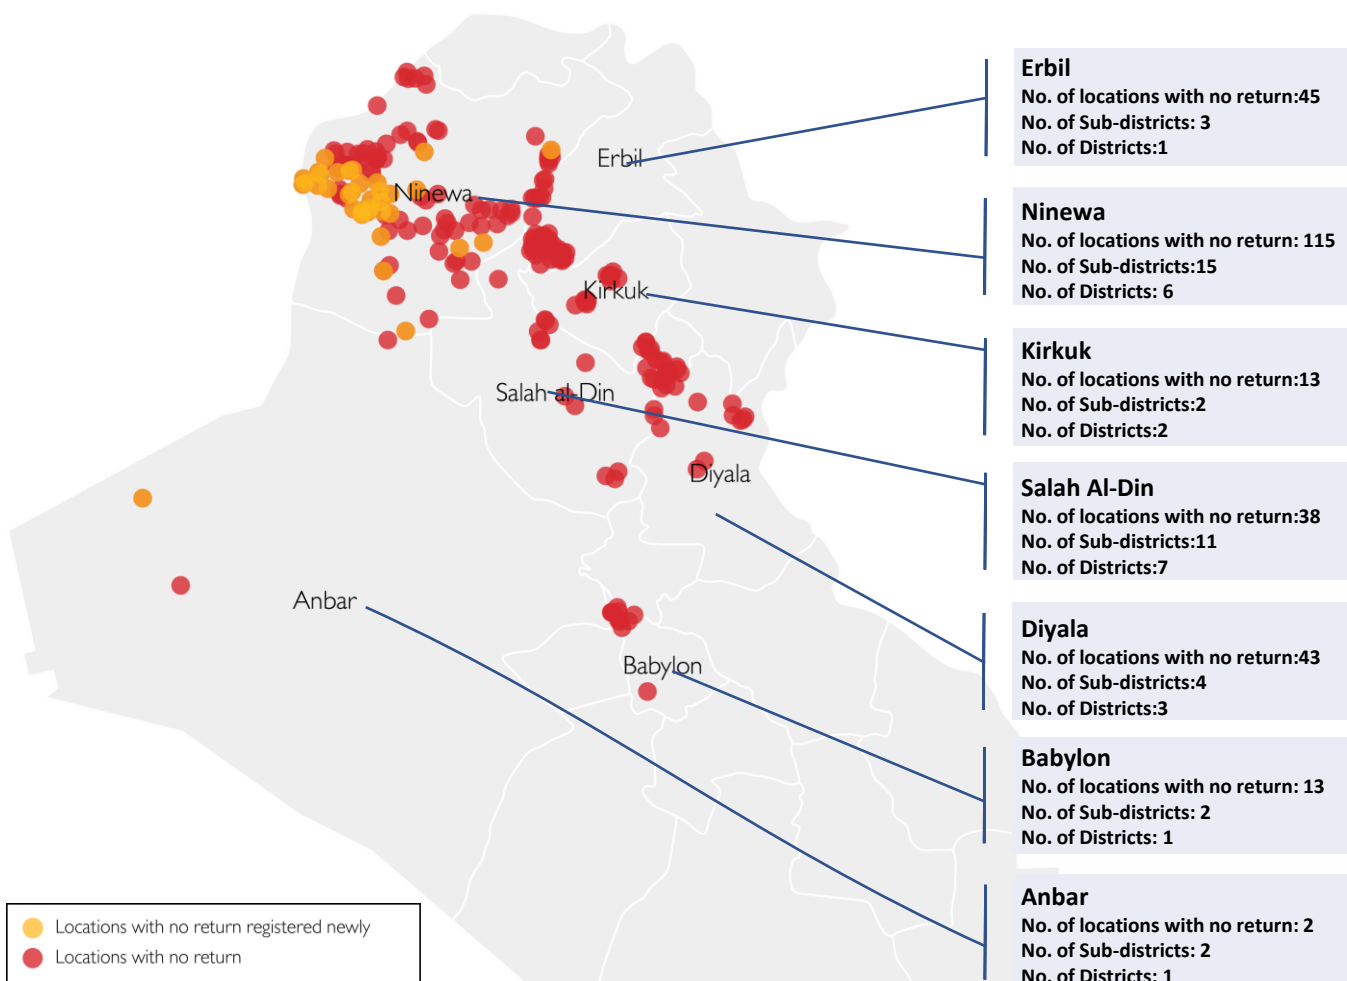 Erbil
Ninewa
Kirkuk
Salah al-Din
Diyala
Anbar
Babylon
Locations with no return registered newly
Locations with no return
Erbil
No. of locations with no return:45
No. of Sub-districts: 3
No. of Districts:1
Ninewa
No. of locations with no return: 115
No. of Sub-districts:15
No. of Districts: 6
Kirkuk
No. of locations with no return:13
No. of Sub-districts:2
No. of Districts:2
Salah Al-Din
No. of locations with no return:38
No. of Sub-districts:11
No. of Districts:7
Diyala
No. of locations with no return:43
No. of Sub-districts:4
No. of Districts:3
Babylon
No. of locations with no return: 13
No. of Sub-districts: 2
No. of Districts: 1
Anbar
No. of locations with no return: 2
No. of Sub-districts: 2
No. of Districts: 1